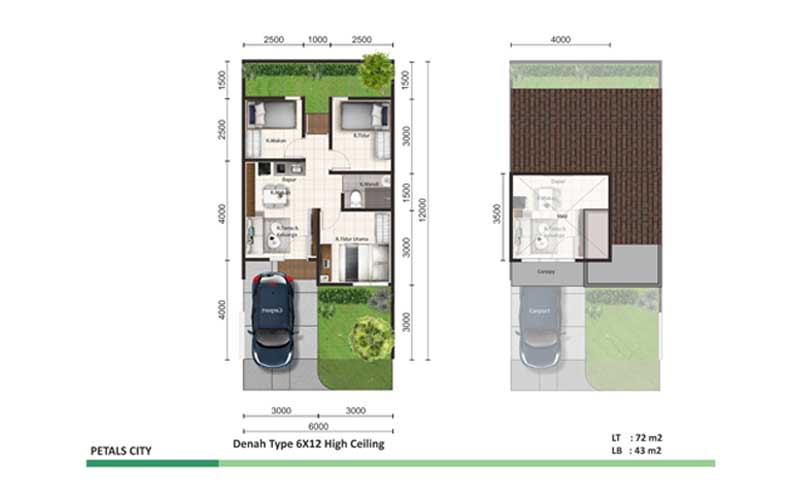 2500 1000 2500
4000
1500
2500
4000
4000
1500
3000
1500
3000
3000
12000
3500
K.Makan
R.Tidur
Dapur
K.Mandi
R.Tamu &
keluarga
R.Tidur Utama
Carport
Dapur
Void
R.Tamu &
keluarga
Canopy
Carport
3000 3000
6000
Denah Type 6X12 High Ceiling
PETALS CITY
LT : 72 m2
LB : 43 m2